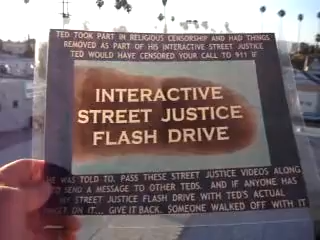 TED TOOK PART IN RELIGIOUS CENSORSHIP AND HAD THINGS
REMOVED AS PART OF HIS INTERACTIVE STREET JUSTICE
TED WOULD HAVE CENSORED YOUR CALL TO 911 IF
INTERACTIVE
STREET JUSTICE
FLASH DRIVE
HE WAS TOLD TO. PASS THESE STREET JUSTICE VIDEOS ALONG
TO SEND A MESSAGE TO OTHER TEDS. AND IF ANYONE HAS
MY STREET JUSTICE FLASH DRIVE WITH TED'S ACTUAL
ON IT... GIVE IT BACK. SOMEONE WALKED OFF WITH IT